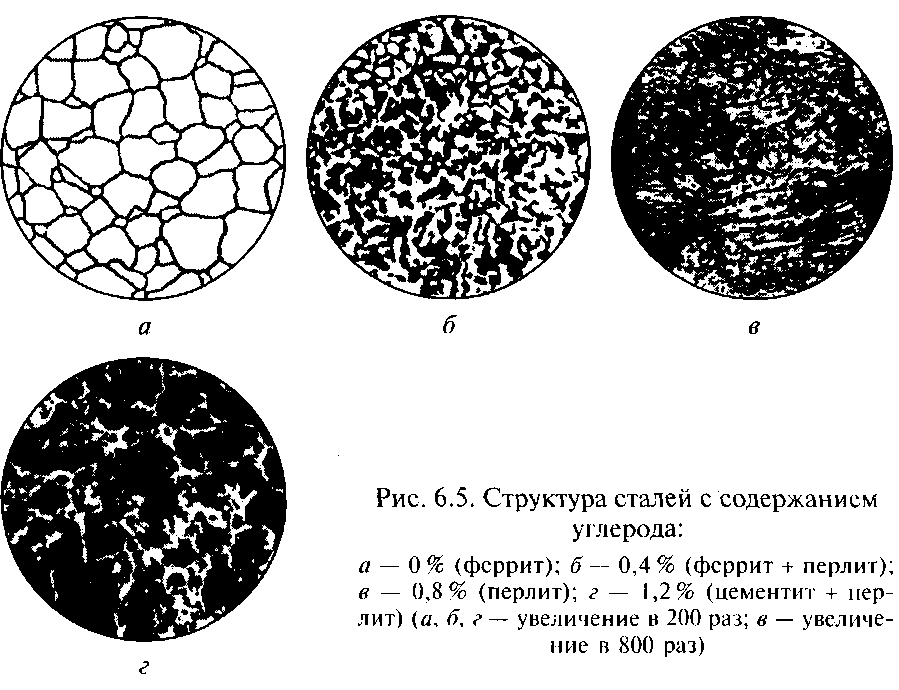 а
б
в
г
Рис. 6.5. Структура сталей с содержанием
углерода:
а — 0 % (феррит); б — 0,4 % (феррит + перлит);
в — 0,8 % (перлит); г — 1,2 % (цементит + пер-
лит) (а, б, г — увеличение в 200 раз; в — увеличе-
ние в 800 раз)